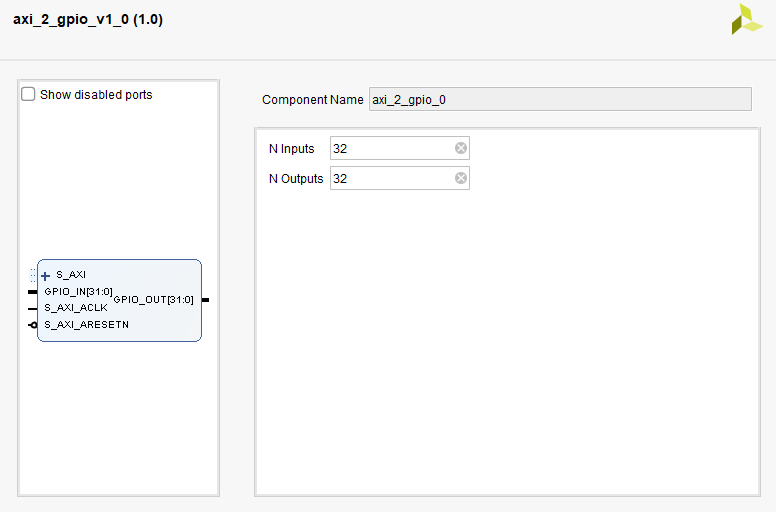 axi_2_gpio_v1_0 (1.0)
Show disabled ports
S_AXI
GPIO_IN[31:0]
GPIO_OUT[31:0]
S_AXI_ACLK
S_AXI_ARESETN
Component Name axi_2_gpio_0
N Inputs 32
N Outputs 32